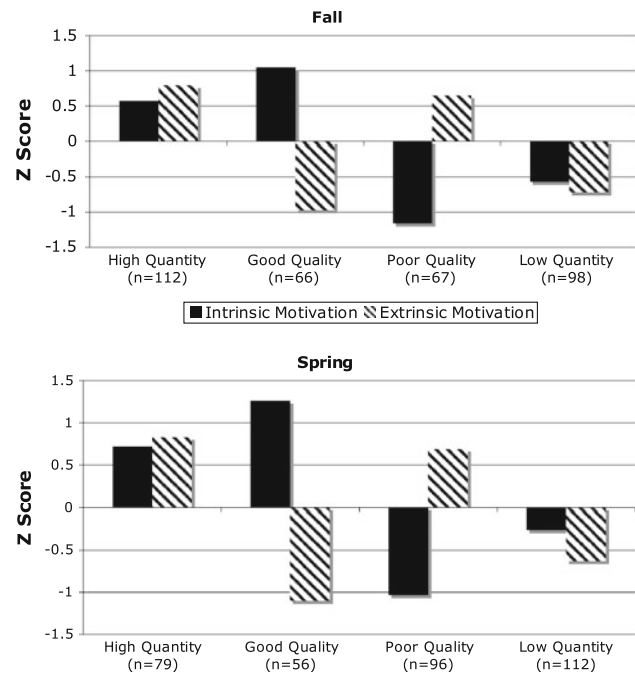 Fall
1.5
1
0.5
0
-0.5
-1
-1.5
Z Score
High Quantity Good Quality Poor Quality Low Quantity
(n=112) (n=66) (n=67) (n=98)
Intrinsic Motivation Extrinsic Motivation
Spring
1.5
1
0.5
0
-0.5
-1
-1.5
Z Score
High Quantity Good Quality Poor Quality Low Quantity
(n=79) (n=56) (n=96) (n=112)